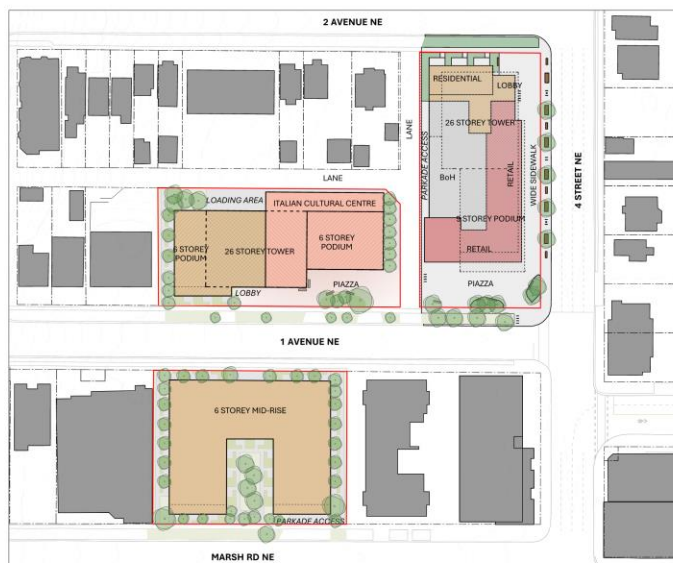 2 AVENUE NE
RESIDENTIAL
LOBBY
26 STOREY TOWER
LANE
PARKADE ACCESS
BoH
RETAIL
WIDE SIDEWALK
4 STREET NE
LANE
LOADING AREA
ITALIAN CULTURAL CENTRE
6 STOREY
PODIUM
26 STOREY TOWER
6 STOREY
PODIUM
5 STOREY PODIUM
RETAIL
LOBBY
PIAZZA
PIAZZA
1 AVENUE NE
6 STOREY MID-RISE
PARKADE ACCESS
MARSH RD NE